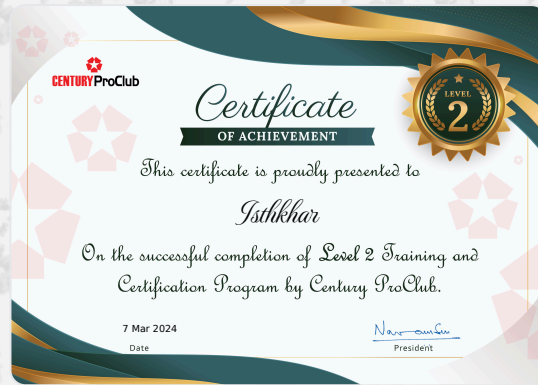 CENTURY ProClub
LEVEL
2
Certificate
OF ACHIEVEMENT
This certificate is proudly presented to
Isthkhar
On the successful completion of Level 2 Training and
Certification Program by Century ProClub.
7 Mar 2024
Date
President